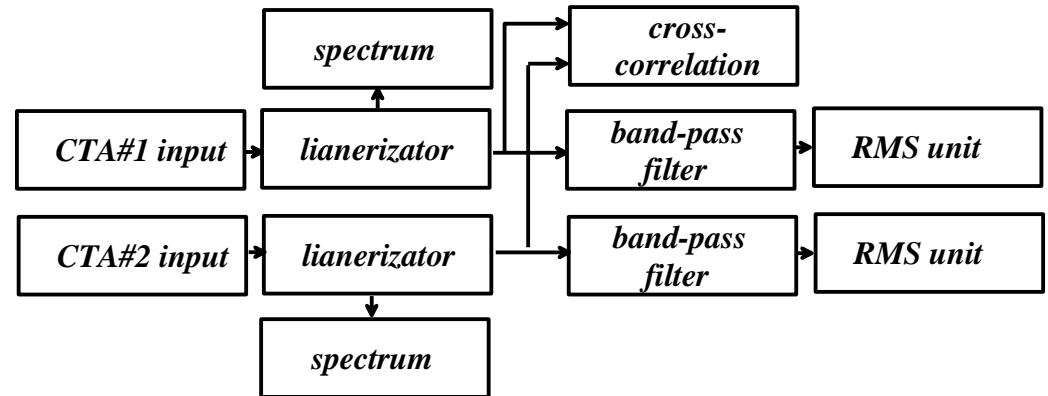 spectrum
cross-
correlation
CTA#1 input
lianerizator
band-pass
filter
RMS unit
CTA#2 input
lianerizator
band-pass
filter
RMS unit
spectrum